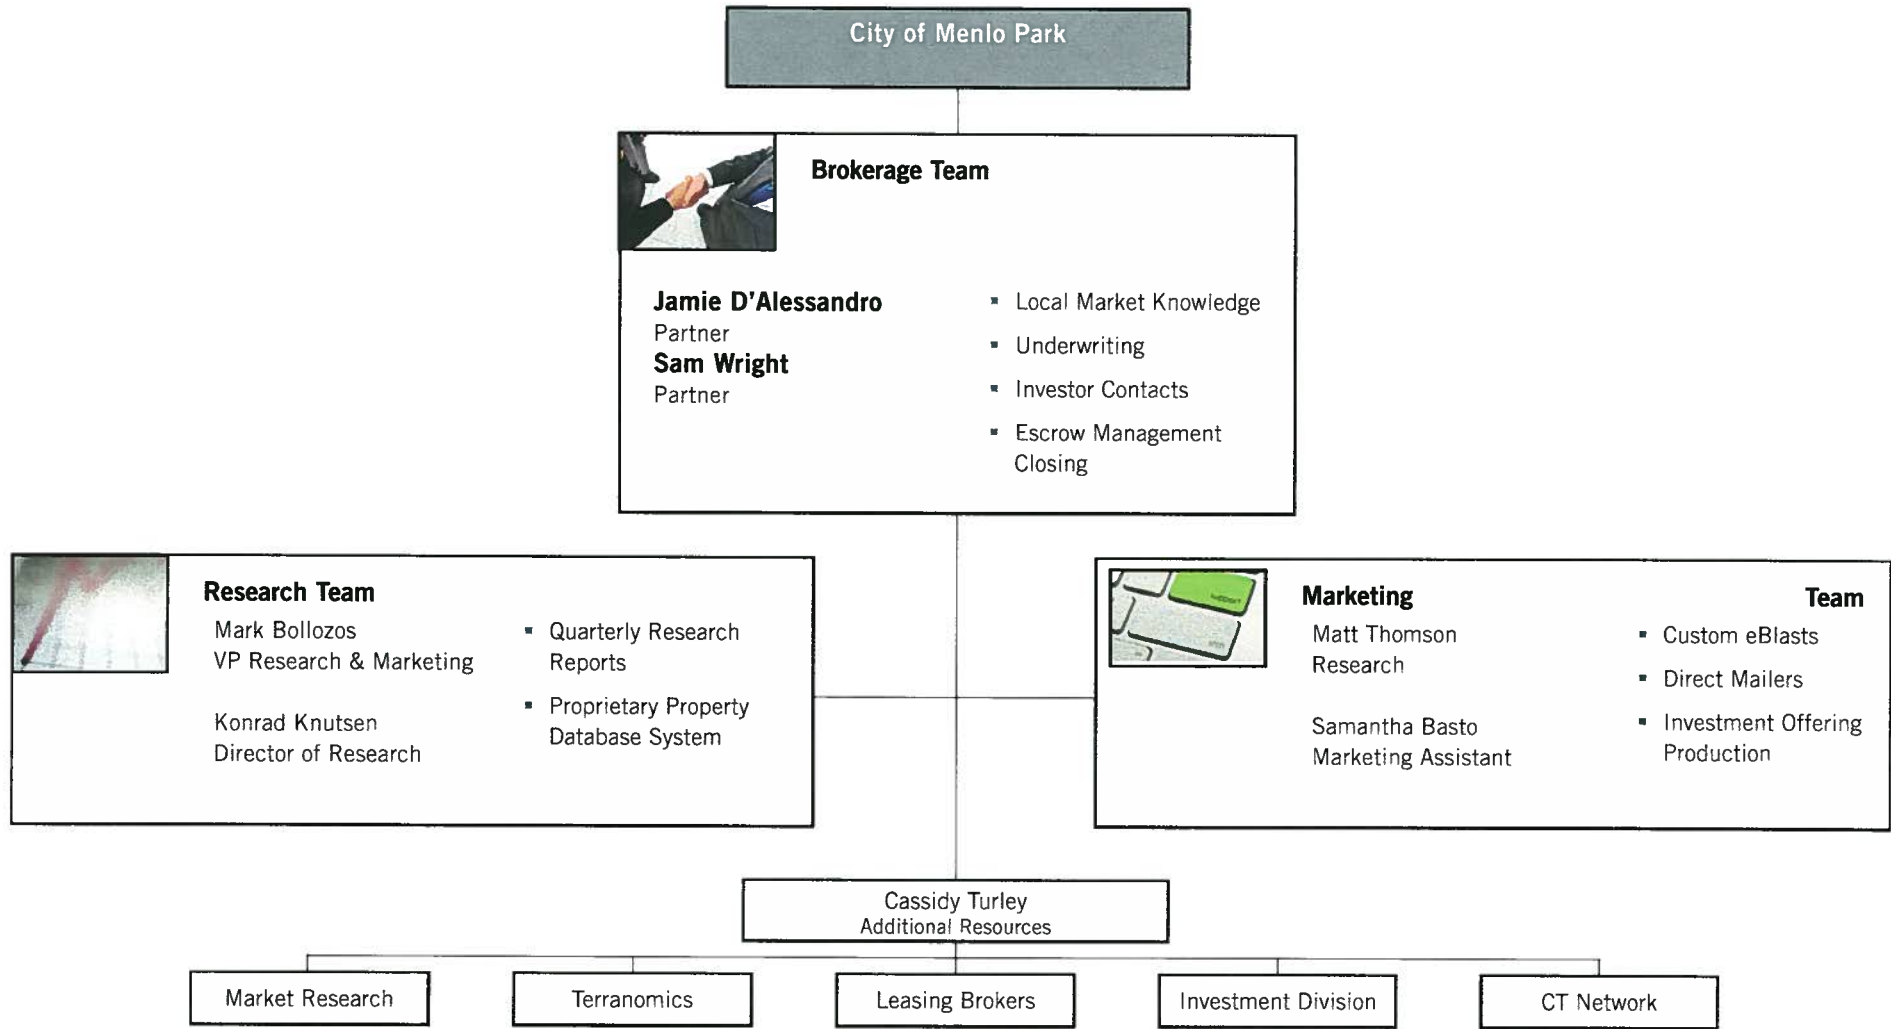 City of Menlo Park
Brokerage Team
Jamie D'Alessandro
Partner
Sam Wright
Partner
▪ Local Market Knowledge
▪ Underwriting
▪ Investor Contacts
▪ Escrow Management
Closing
Research Team
Mark Bollozos
VP Research & Marketing
Konrad Knutsen
Director of Research
▪ Quarterly Research
Reports
▪ Proprietary Property
Database System
support
Marketing Team
Matt Thomson
Research
Samantha Basto
Marketing Assistant
▪ Custom eBlasts
▪ Direct Mailers
▪ Investment Offering
Production
Cassidy Turley
Additional Resources
Market Research
Terranomics
Leasing Brokers
Investment Division
CT Network